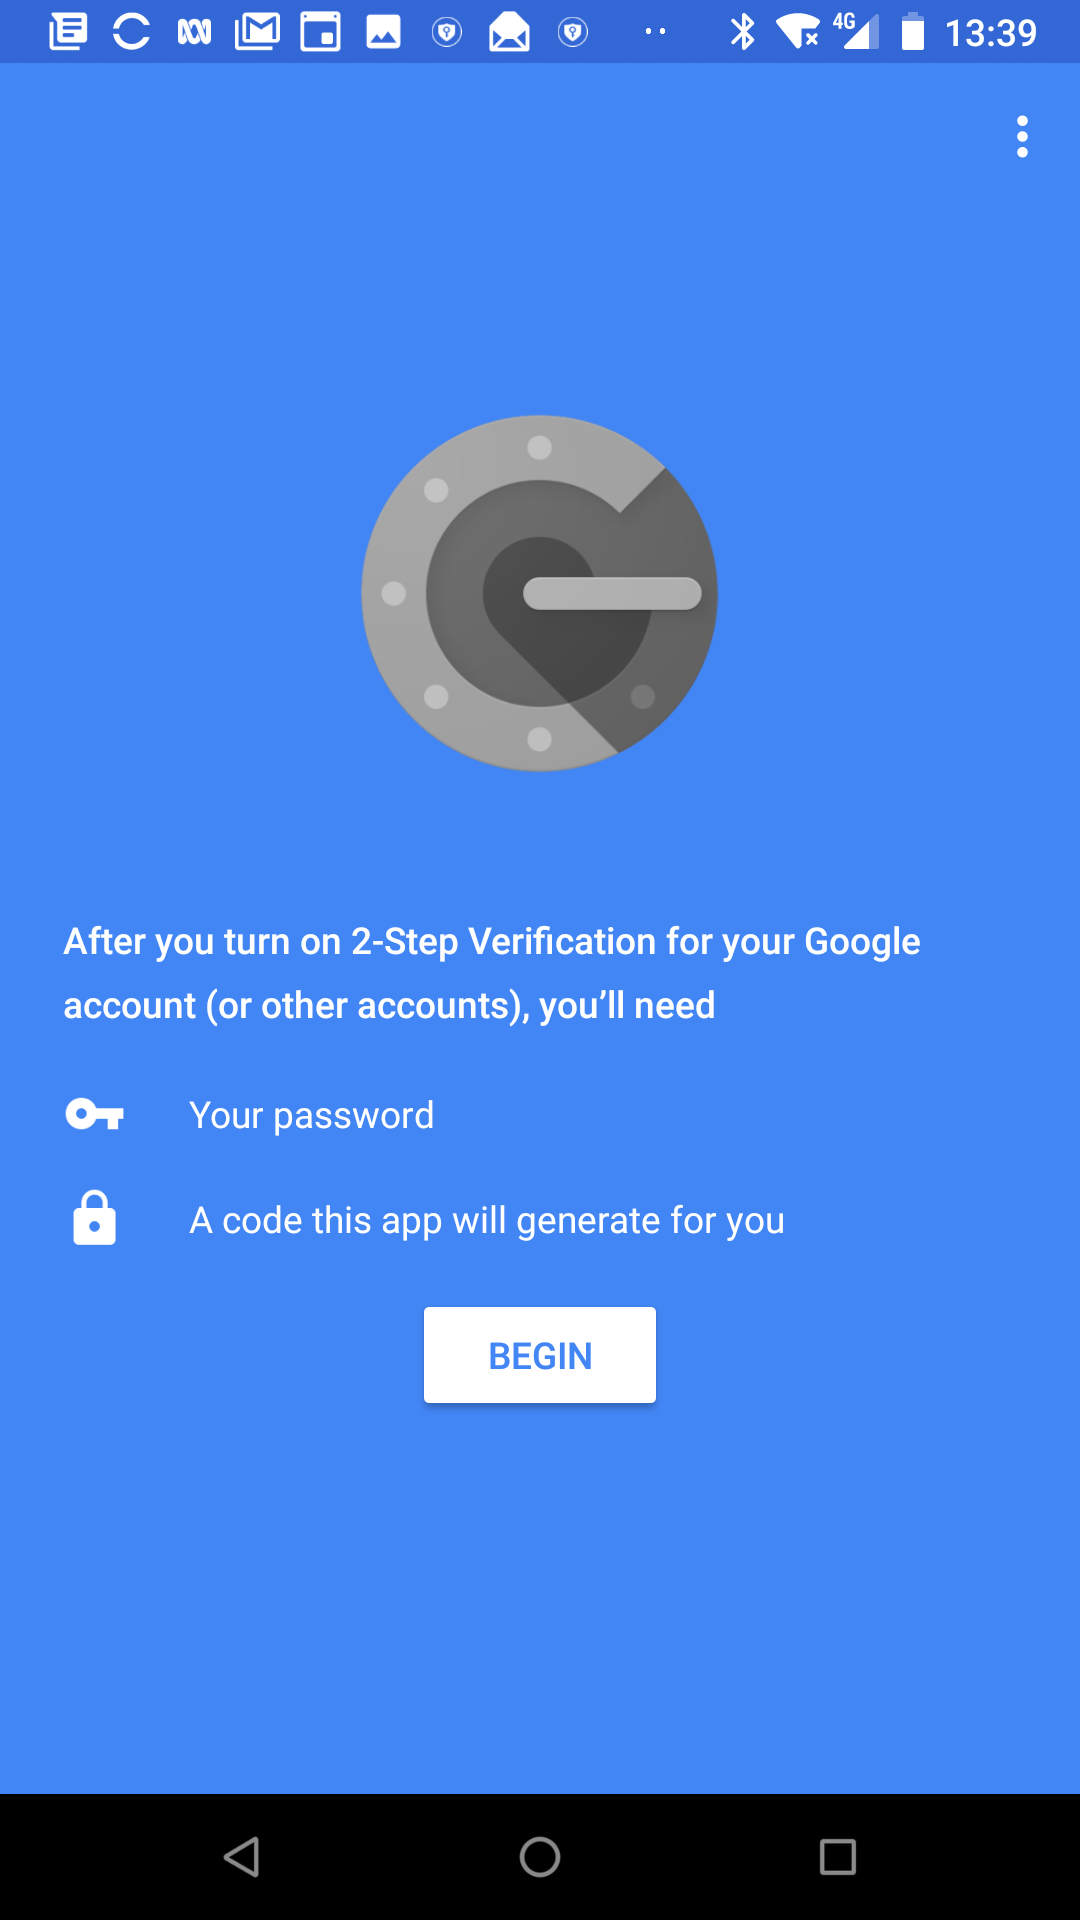 4G 13:39
After you turn on 2-Step Verification for your Google
account (or other accounts), you’ll need
Your password
A code this app will generate for you
BEGIN